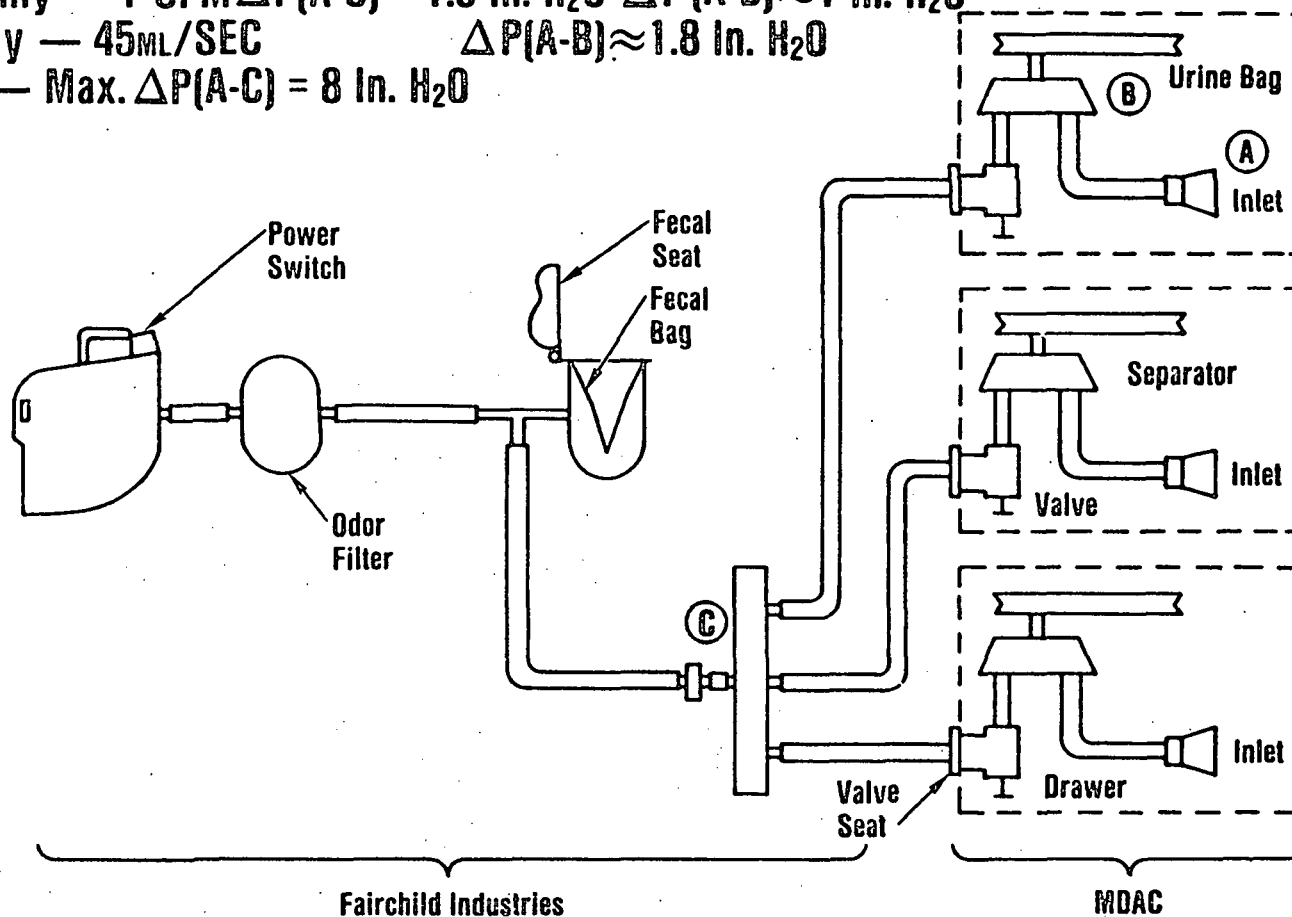 y — 45ML/SEC ΔP(A-B)≈1.8 In. H₂O
— Max. ΔP(A-C) = 8 In. H₂O
Urine Bag
B
A
Inlet
Power
Switch
Fecal
Seat
Fecal
Bag
Separator
Inlet
Valve
Odor
Filter
C
Inlet
Drawer
Valve
Seat
Fairchild Industries
MDAC